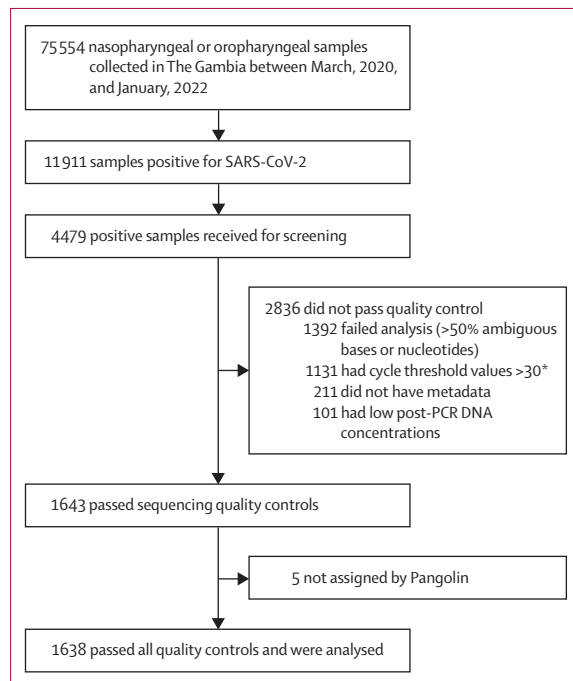 75 554 nasopharyngeal or oropharyngeal samples
collected in The Gambia between March, 2020,
and January, 2022
11 911 samples positive for SARS-CoV-2
4479 positive samples received for screening
2836 did not pass quality control
1392 failed analysis (>50% ambiguous
bases or nucleotides)
1131 had cycle threshold values >30*
211 did not have metadata
101 had low post-PCR DNA
concentrations
1643 passed sequencing quality controls
5 not assigned by Pangolin
1638 passed all quality controls and were analysed